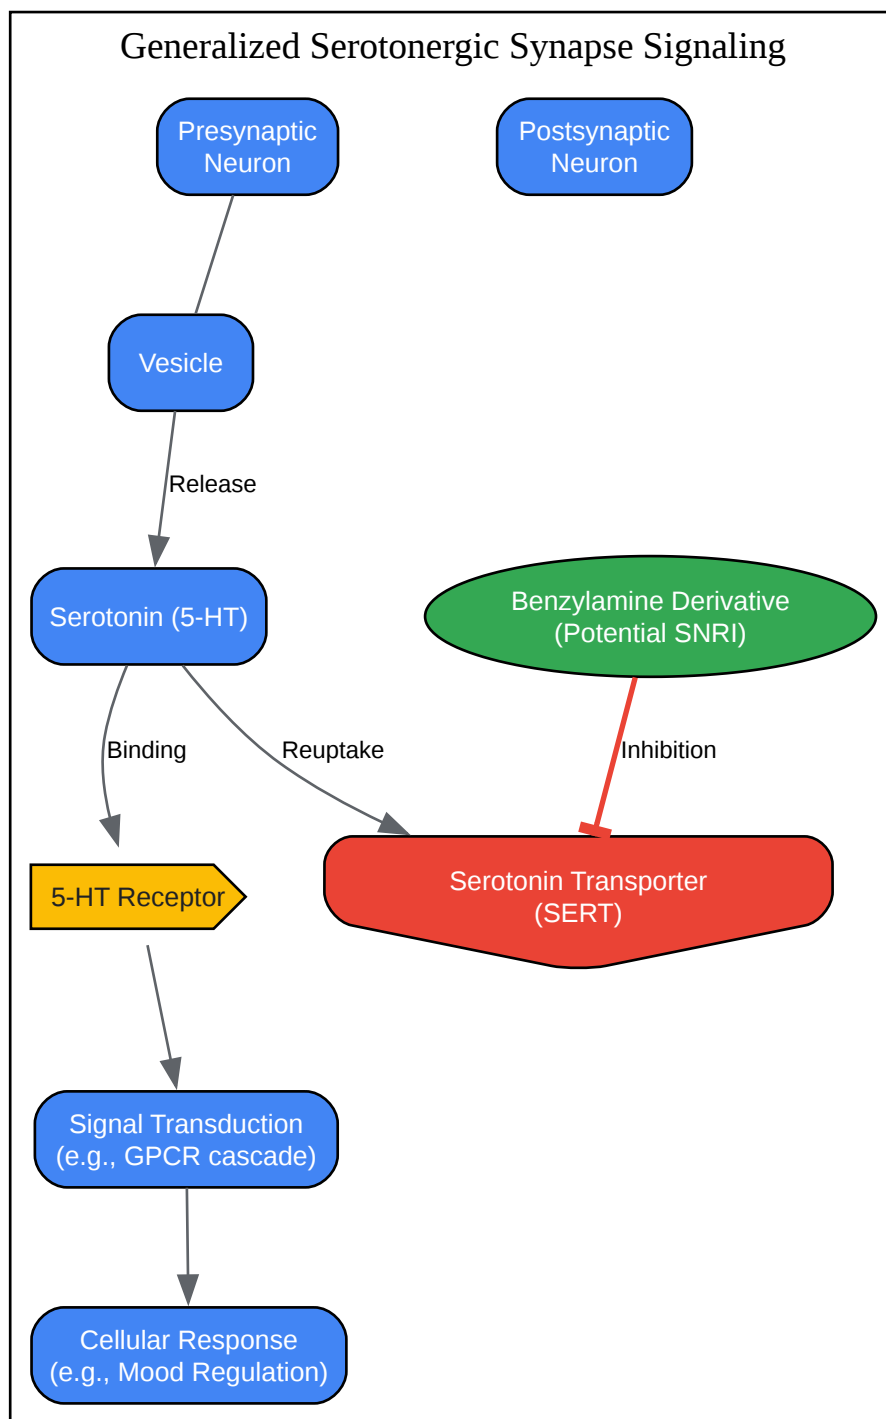 Generalized Serotonergic Synapse Signaling
Presynaptic
Neuron
Postsynaptic
Neuron
Vesicle
Release
Serotonin (5-HT)
Benzylamine Derivative
(Potential SNRI)
Binding
Reuptake
Inhibition
5-HT Receptor
Serotonin Transporter
(SERT)
Signal Transduction
(e.g., GPCR cascade)
Cellular Response
(e.g., Mood Regulation)